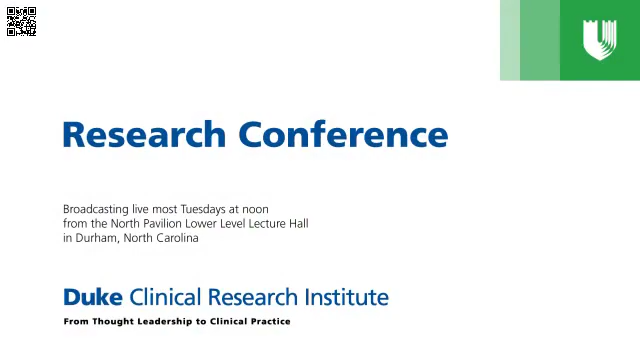 Research Conference
Broadcasting live most Tuesdays at noon
from the North Pavilion Lower Level Lecture Hall
in Durham, North Carolina
Duke Clinical Research Institute
From Thought Leadership to Clinical Practice